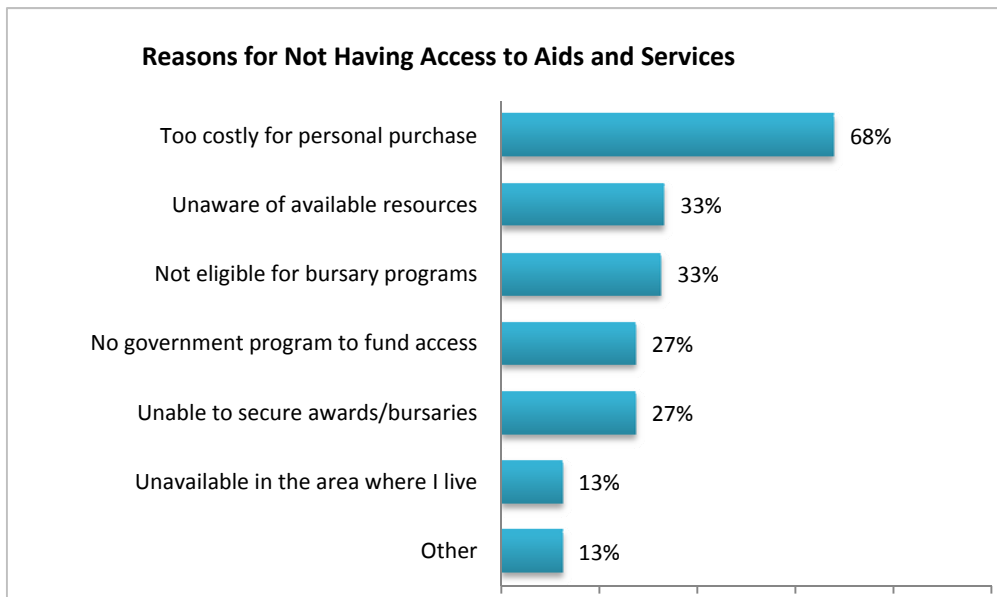 Reasons for Not Having Access to Aids and Services
Too costly for personal purchase 68%
Unaware of available resources 33%
Not eligible for bursary programs 33%
No government program to fund access 27%
Unable to secure awards/bursaries 27%
Unavailable in the area where I live 13%
Other 13%